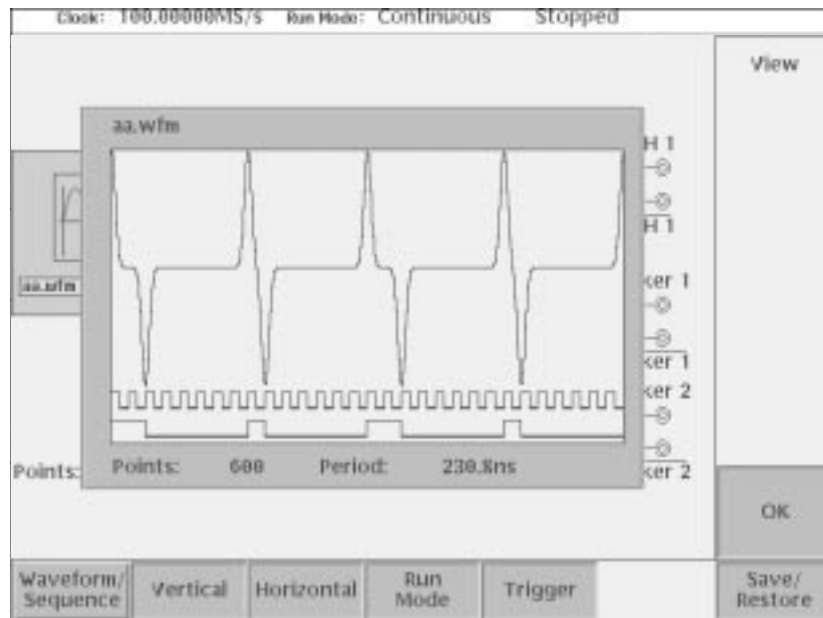 Clock: 100.00000MS/s Run Mode: Continuous Stopped
View
aa.wfm
H 1
H 1
aa.wfm
ker 1
ker 1
ker 2
Points:
Points: 600 Period: 230.8ns
ker 2
OK
Waveform/
Sequence
Vertical
Horizontal
Run
Mode
Trigger
Save/
Restore